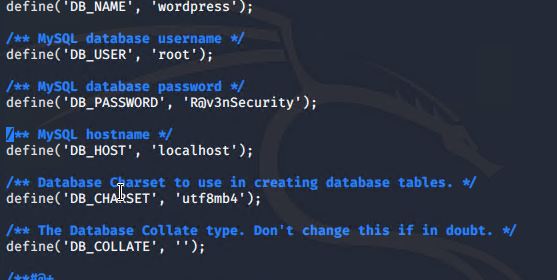 define('DB_NAME', 'wordpress');
/** MySQL database username */
define('DB_USER', 'root');
/** MySQL database password */
define('DB_PASSWORD', 'R@v3nSecurity');
/** MySQL hostname */
define('DB_HOST', 'localhost');
/** Database Charset to use in creating database tables. */
define('DB_CHARSET', 'utf8mb4');
/** The Database Collate type. Don't change this if in doubt. */
define('DB_COLLATE', '');
/**#@+